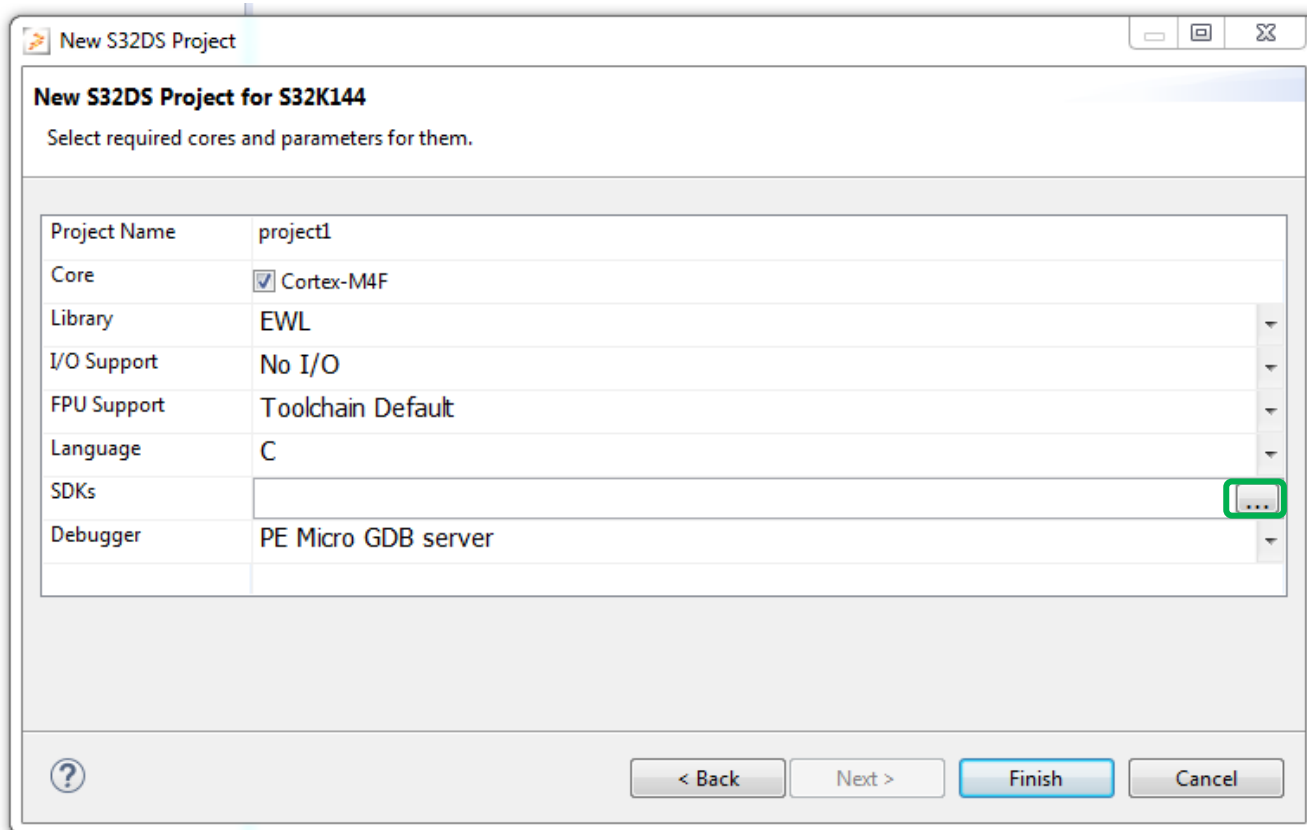 New S32DS Project
New S32DS Project for S32K144
Select required cores and parameters for them.
Project Name project1
Core Cortex-M4F
Library EWL
I/O Support No I/O
FPU Support Toolchain Default
Language C
SDKs ...
Debugger PE Micro GDB server
? < Back Next > Finish Cancel